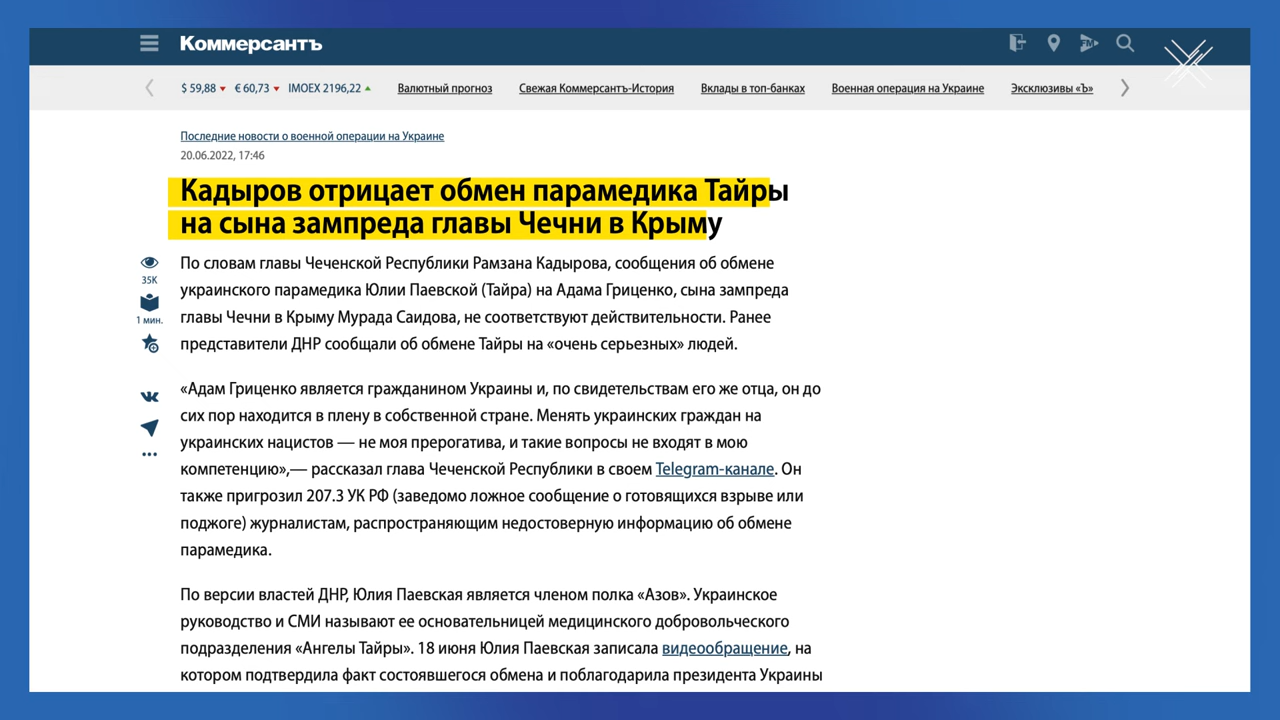 Коммерсантъ
FM
$ 59,88 € 60,73 IMOEX 2196,22 Валютный прогноз Свежая Коммерсантъ-История Вклады в топ-банках Военная операция на Украине Эксклюзивы «Ъ»
Последние новости о военной операции на Украине
20.06.2022, 17:46
Кадыров отрицает обмен парамедика Тайры
на сына зампреда главы Чечни в Крыму
35K
1 мин.
По словам главы Чеченской Республики Рамзана Кадырова, сообщения об обмене
украинского парамедика Юлии Паевской (Тайра) на Адама Гриценко, сына зампреда
главы Чечни в Крыму Мурада Саидова, не соответствуют действительности. Ранее
представители ДНР сообщали об обмене Тайры на «очень серьезных» людей.
«Адам Гриценко является гражданином Украины и, по свидетельствам его же отца, он до
сих пор находится в плену в собственной стране. Менять украинских граждан на
украинских нацистов — не моя прерогатива, и такие вопросы не входят в мою
компетенцию»,— рассказал глава Чеченской Республики в своем Telegram-канале. Он
также пригрозил 207.3 УК РФ (заведомо ложное сообщение о готовящихся взрыве или
поджоге) журналистам, распространяющим недостоверную информацию об обмене
парамедика.
По версии властей ДНР, Юлия Паевская является членом полка «Азов». Украинское
руководство и СМИ называют ее основательницей медицинского добровольческого
подразделения «Ангелы Тайры». 18 июня Юлия Паевская записала видеообращение, на
котором подтвердила факт состоявшегося обмена и поблагодарила президента Украины